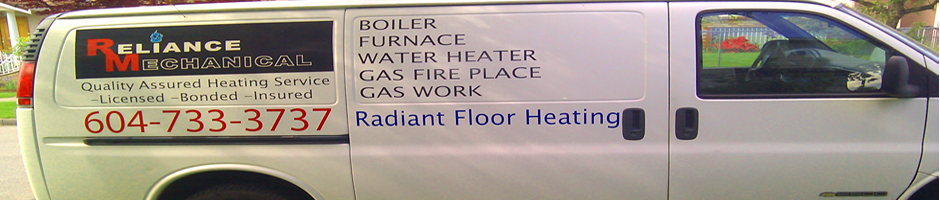 RELIANCE
MECHANICAL
Quality Assured Heating Service
–Licensed –Bonded –Insured
604-733-3737
BOILER
FURNACE
WATER HEATER
GAS FIRE PLACE
GAS WORK
Radiant Floor Heating